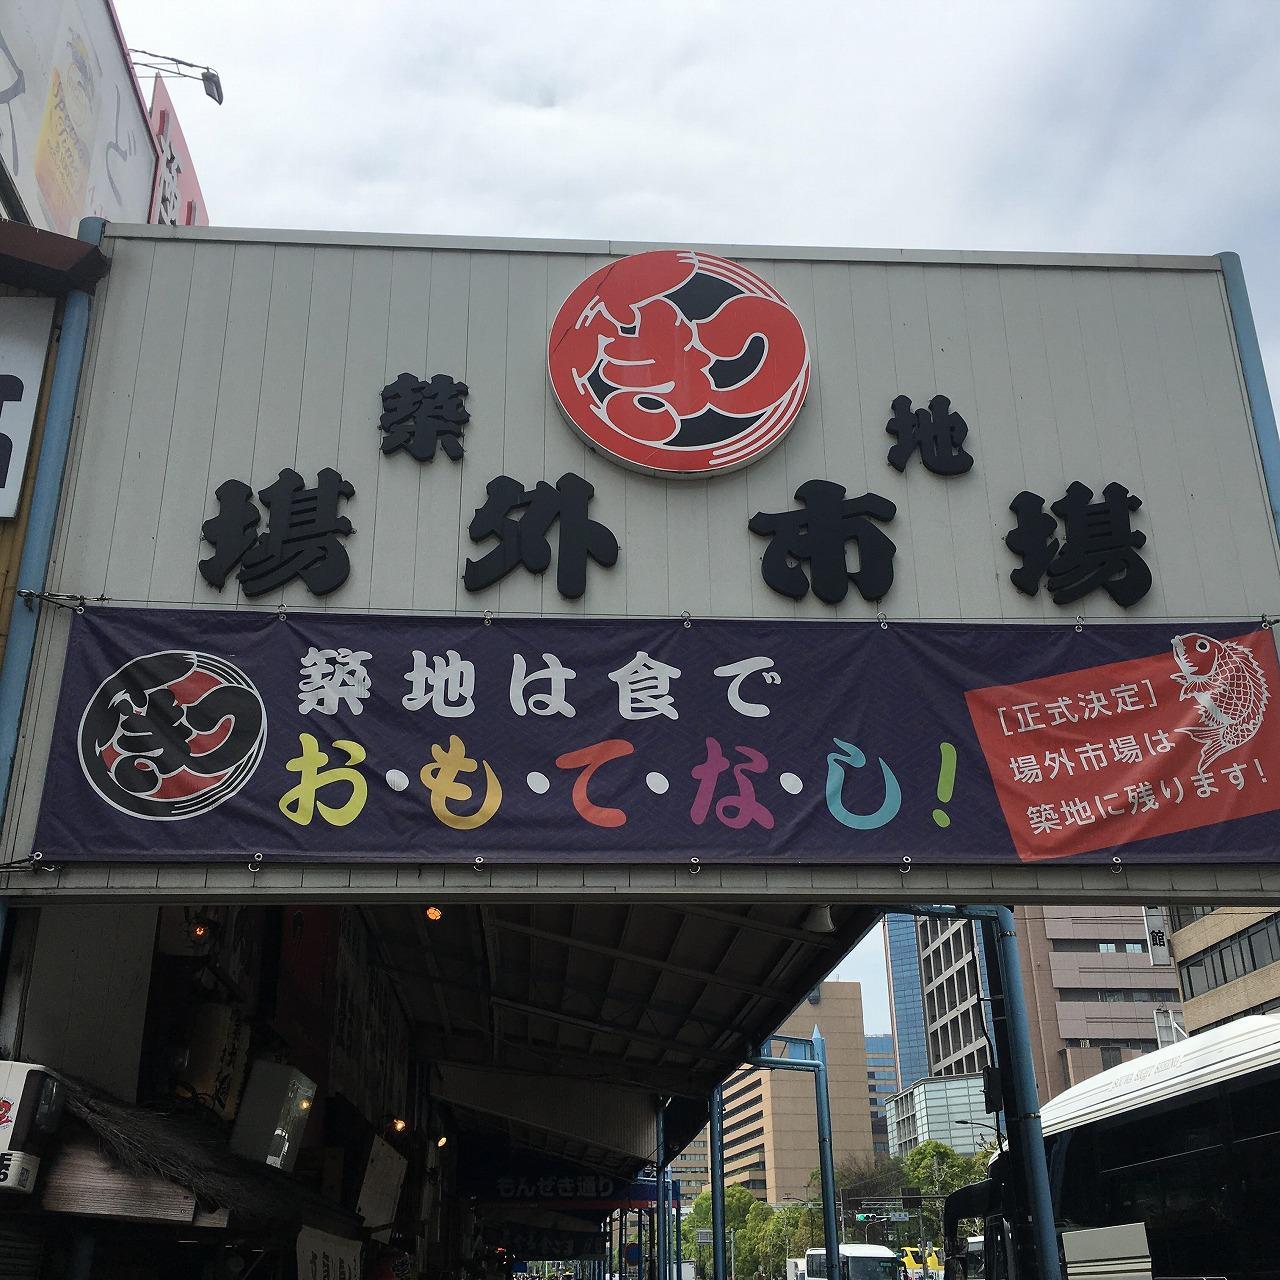 築地
場外市場
築地は食で
お・も・て・な・し!
[正式決定]
場外市場は
築地に残ります!
もんぜき通り
館
ど